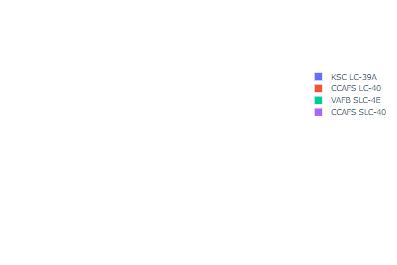 KSC LC-39A
CCAFS LC-40
VAFB SLC-4E
CCAFS SLC-40